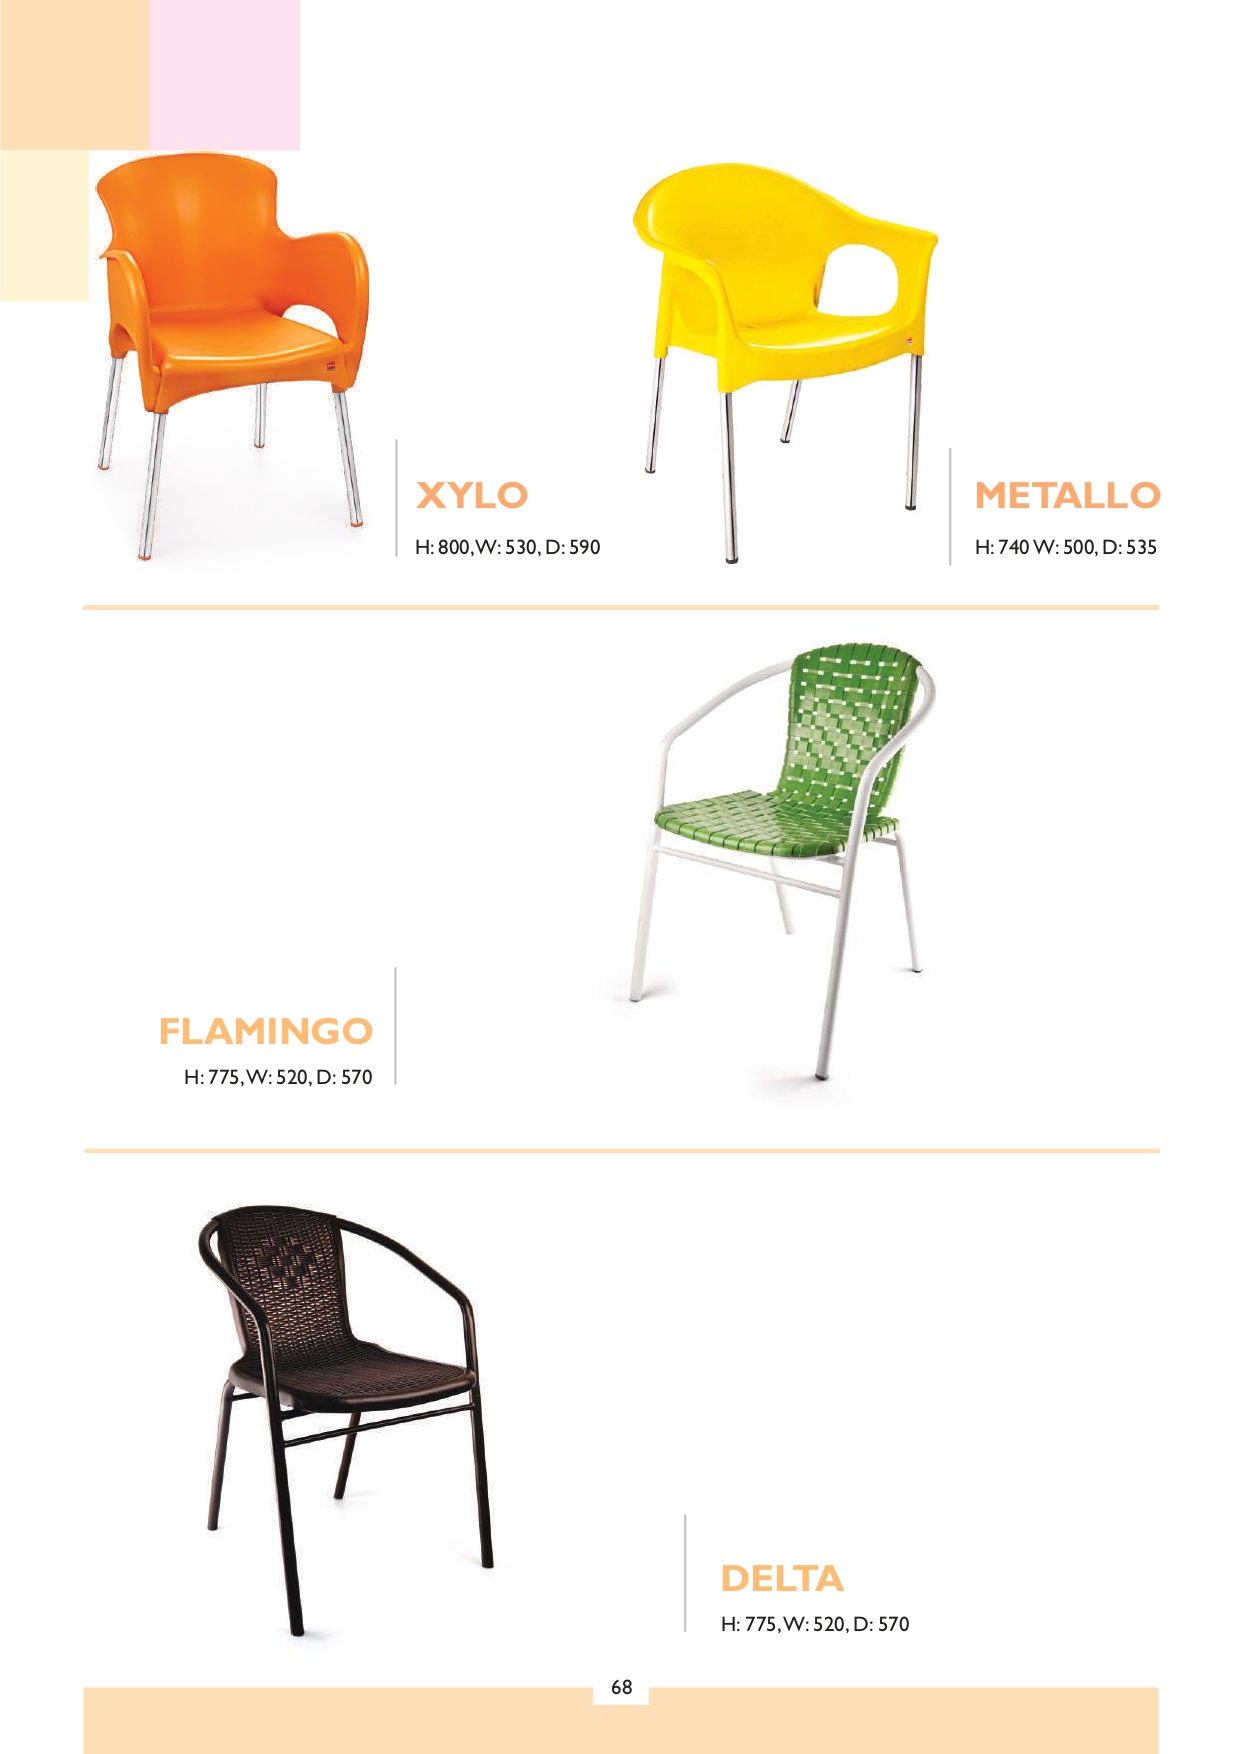 XYLO
H: 800, W: 530, D: 590
METALLO
H: 740 W: 500, D: 535
FLAMINGO
H: 775, W: 520, D: 570
DELTA
H: 775, W: 520, D: 570
68